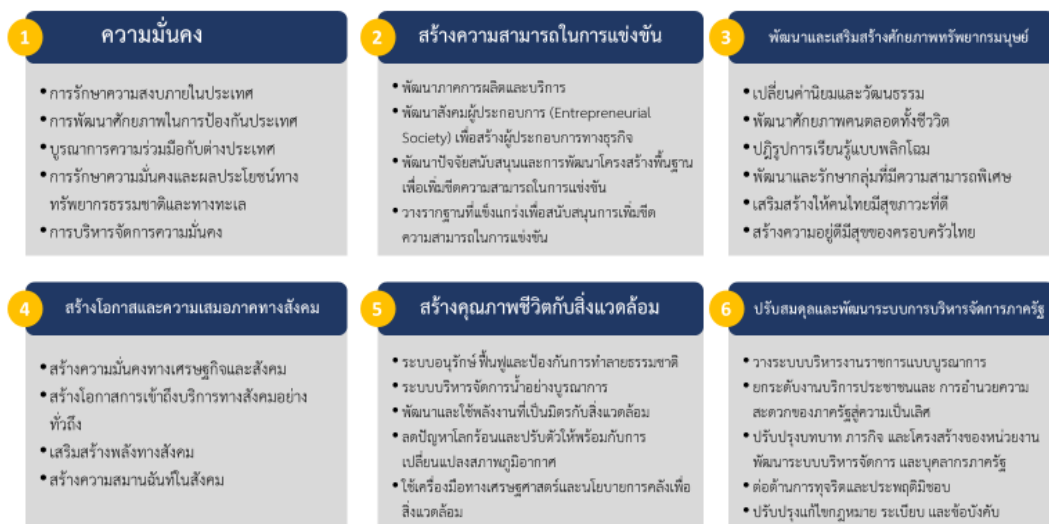 1
ความมั่นคง
• การรักษาความสงบภายในประเทศ
• การพัฒนาศักยภาพในการป้องกันประเทศ
• บูรณาการความร่วมมือกับต่างประเทศ
• การรักษาความมั่นคงและผลประโยชน์ทาง
ทรัพยากรธรรมชาติและทางทะเล
• การบริหารจัดการความมั่นคง
2
สร้างความสามารถในการแข่งขัน
• พัฒนาภาคการผลิตและบริการ
• พัฒนาสังคมผู้ประกอบการ (Entrepreneurial
Society) เพื่อสร้างผู้ประกอบการทางธุรกิจ
• พัฒนาปัจจัยสนับสนุนและการพัฒนาโครงสร้างพื้นฐาน
เพื่อเพิ่มขีดความสามารถในการแข่งขัน
• วางรากฐานที่แข็งแกร่งเพื่อสนับสนุนการเพิ่มขีด
ความสามารถในการแข่งขัน
3
พัฒนาและเสริมสร้างศักยภาพทรัพยากรมนุษย์
• เปลี่ยนค่านิยมและวัฒนธรรม
• พัฒนาศักยภาพคนตลอดทั้งชีวิต
• ปฏิรูปการเรียนรู้แบบพลิกโฉม
• พัฒนาและรักษากลุ่มที่มีความสามารถพิเศษ
• เสริมสร้างให้คนไทยมีสุขภาวะที่ดี
• สร้างความอยู่ดีมีสุขของครอบครัวไทย
4
สร้างโอกาสและความเสมอภาคทางสังคม
• สร้างความมั่นคงทางเศรษฐกิจและสังคม
• สร้างโอกาสการเข้าถึงบริการทางสังคมอย่าง
ทั่วถึง
• เสริมสร้างพลังทางสังคม
• สร้างความสมานฉันท์ในสังคม
5
สร้างคุณภาพชีวิตกับสิ่งแวดล้อม
• ระบบอนุรักษ์ ฟื้นฟูและป้องกันการทำลายธรรมชาติ
• ระบบบริหารจัดการน้ำอย่างบูรณาการ
• พัฒนาและใช้พลังงานที่เป็นมิตรกับสิ่งแวดล้อม
• ลดปัญหาโลกร้อนและปรับตัวให้พร้อมกับการ
เปลี่ยนแปลงสภาพภูมิอากาศ
• ใช้เครื่องมือทางเศรษฐศาสตร์และนโยบายการคลังเพื่อ
สิ่งแวดล้อม
6
ปรับสมดุลและพัฒนาระบบการบริหารจัดการภาครัฐ
• วางระบบบริหารงานราชการแบบบูรณาการ
• ยกระดับงานบริการประชาชนและ การอำนวยความ
สะดวกของภาครัฐสู่ความเป็นเลิศ
• ปรับปรุงบทบาท ภารกิจ และโครงสร้างของหน่วยงาน
พัฒนาระบบบริหารจัดการ และบุคลากรภาครัฐ
• ต่อต้านการทุจริตและประพฤติมิชอบ
• ปรับปรุงแก้ไขกฎหมาย ระเบียบ และข้อบังคับ